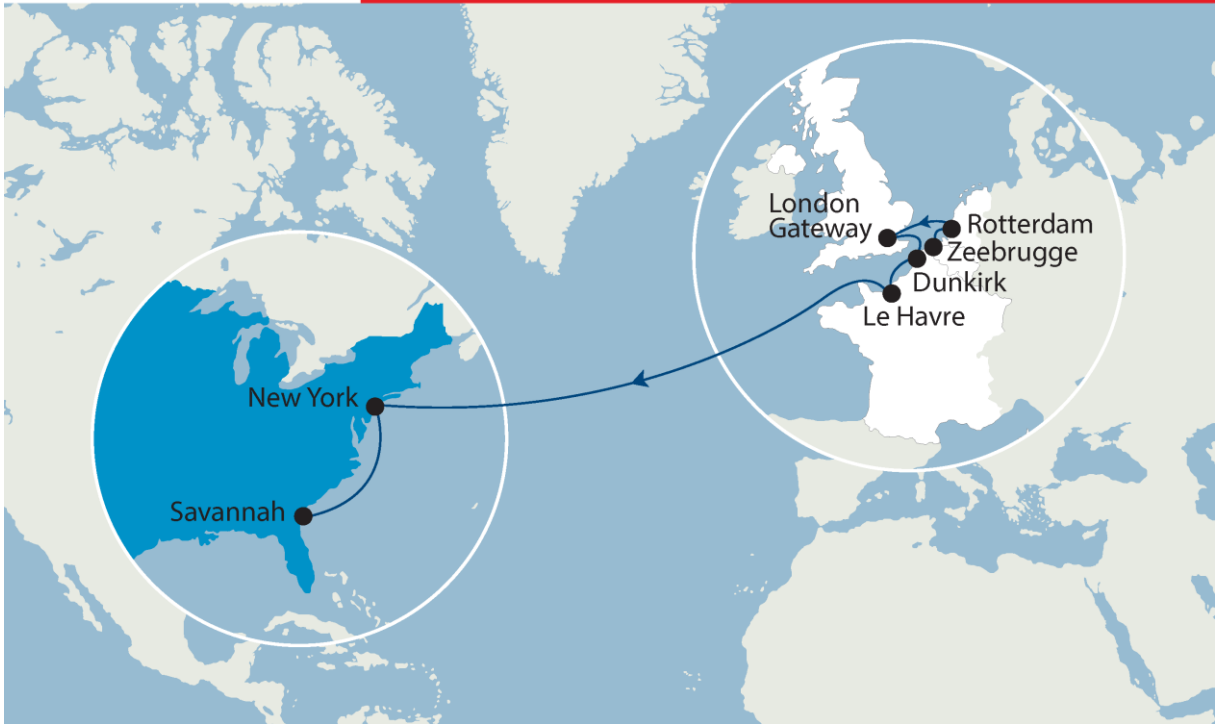 London
Gateway
Rotterdam
Zeebrugge
Dunkirk
Le Havre
New York
Savannah